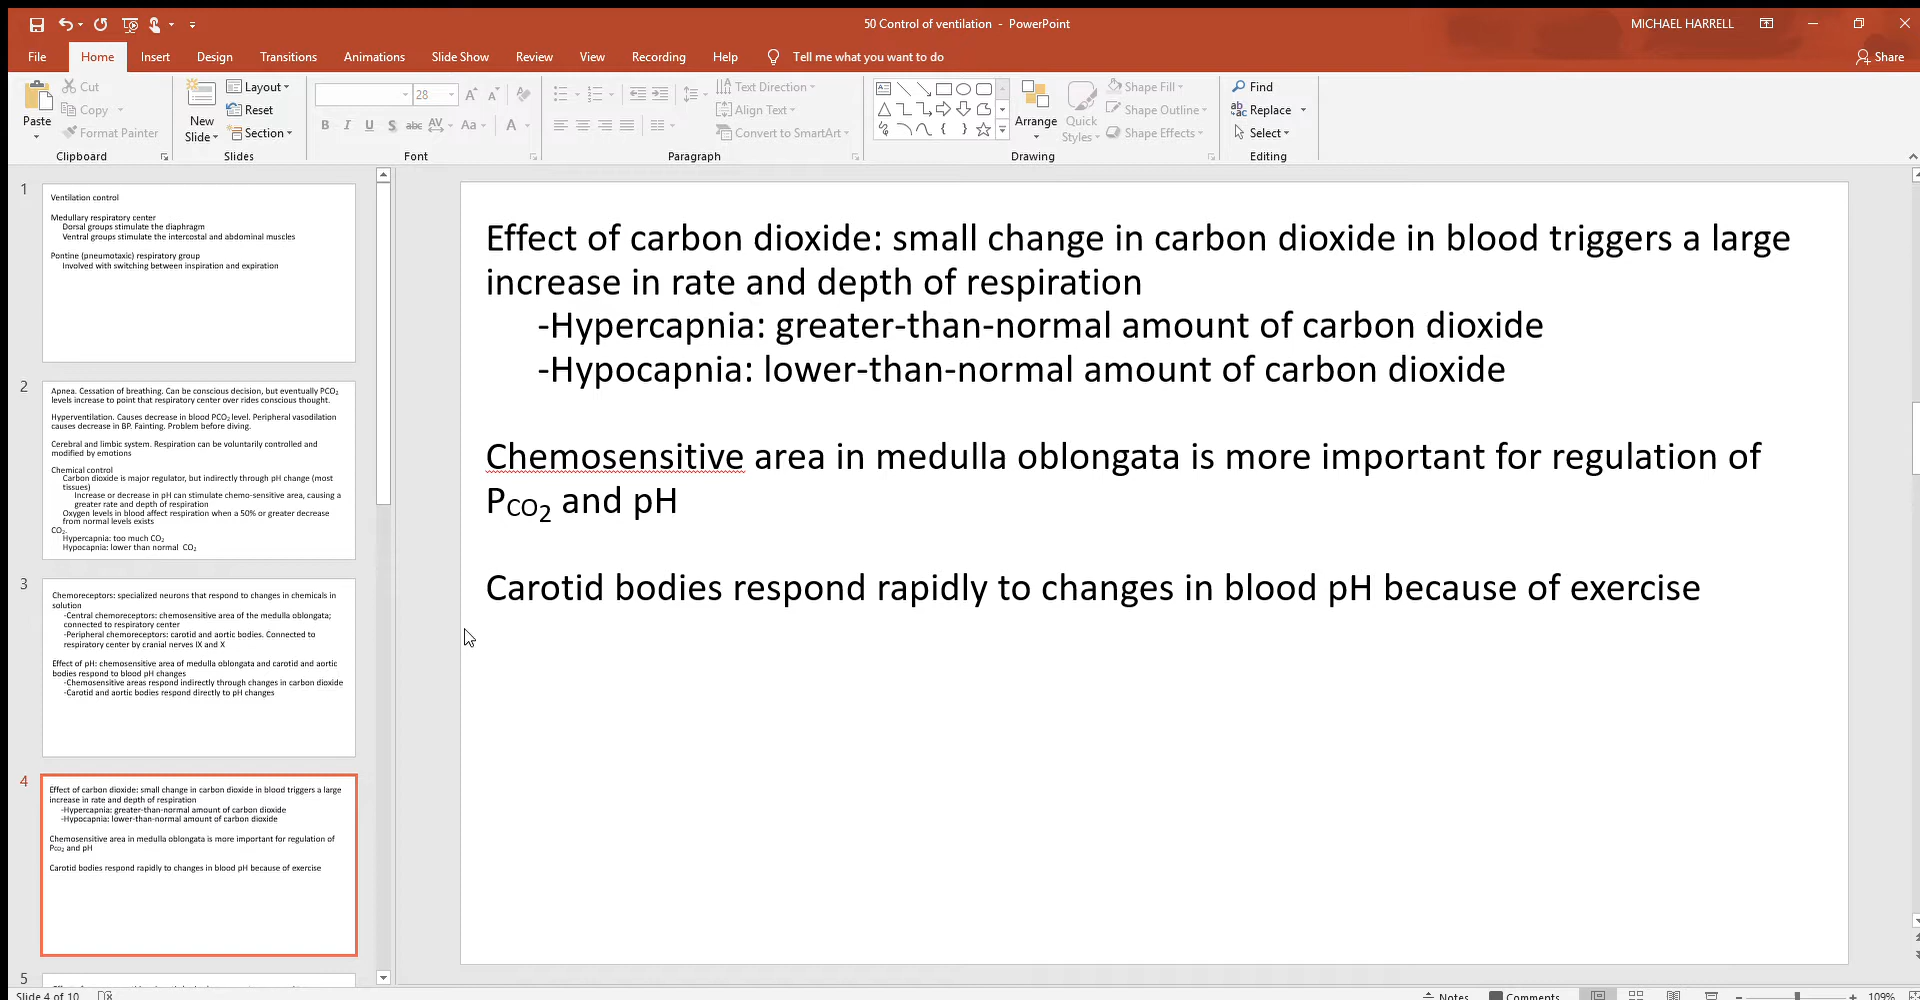 50 Control of ventilation - PowerPoint
MICHAEL HARRELL
File Home Insert Design Transitions Animations Slide Show Review View Recording Help Tell me what you want to do
Share
Paste
Cut
Copy
Format Painter
Clipboard
New
Slide
Layout
Reset
Section
Slides
28
B I U S abc AV Aa A
Font
Text Direction
Align Text
Convert to SmartArt
Paragraph
Arrange
Quick
Styles
Shape Fill
Shape Outline
Shape Effects
Drawing
Find
Replace
Select
Editing
1
Ventilation control
Medullary respiratory center
Dorsal groups stimulate the diaphragm
Ventral groups stimulate the intercostal and abdominal muscles
Pontine (pneumotaxic) respiratory group
Involved with switching between inspiration and expiration
2
Apnea. Cessation of breathing. Can be conscious decision, but eventually PCO2
levels increase to point that respiratory center over rides conscious thought.
Hyperventilation. Causes decrease in blood PCO2 level. Peripheral vasodilation
causes decrease in BP. Fainting. Problem before diving.
Cerebral and limbic system. Respiration can be voluntarily controlled and
modified by emotions
Chemical control
Carbon dioxide is major regulator, but indirectly through pH change (most
tissues)
Increase or decrease in pH can stimulate chemo-sensitive area, causing a
greater rate and depth of respiration
Oxygen levels in blood affect respiration when a 50% or greater decrease
from normal levels exists
CO2.
Hypercapnia: too much CO2
Hypocapnia: lower than normal CO2
3
Chemoreceptors: specialized neurons that respond to changes in chemicals in
solution
-Central chemoreceptors: chemosensitive area of the medulla oblongata;
connected to respiratory center
-Peripheral chemoreceptors: carotid and aortic bodies. Connected to
respiratory center by cranial nerves IX and X
Effect of pH: chemosensitive area of medulla oblongata and carotid and aortic
bodies respond to blood pH changes
-Chemosensitive areas respond indirectly through changes in carbon dioxide
-Carotid and aortic bodies respond directly to pH changes
4
Effect of carbon dioxide: small change in carbon dioxide in blood triggers a large
increase in rate and depth of respiration
-Hypercapnia: greater-than-normal amount of carbon dioxide
-Hypocapnia: lower-than-normal amount of carbon dioxide
Chemosensitive area in medulla oblongata is more important for regulation of
PCO2 and pH
Carotid bodies respond rapidly to changes in blood pH because of exercise
5
Effect of carbon dioxide: small change in carbon dioxide in blood triggers a large
increase in rate and depth of respiration
-Hypercapnia: greater-than-normal amount of carbon dioxide
-Hypocapnia: lower-than-normal amount of carbon dioxide
Chemosensitive area in medulla oblongata is more important for regulation of
PCO2 and pH
Carotid bodies respond rapidly to changes in blood pH because of exercise
Slide 4 of 10
Notes
Comments
109%